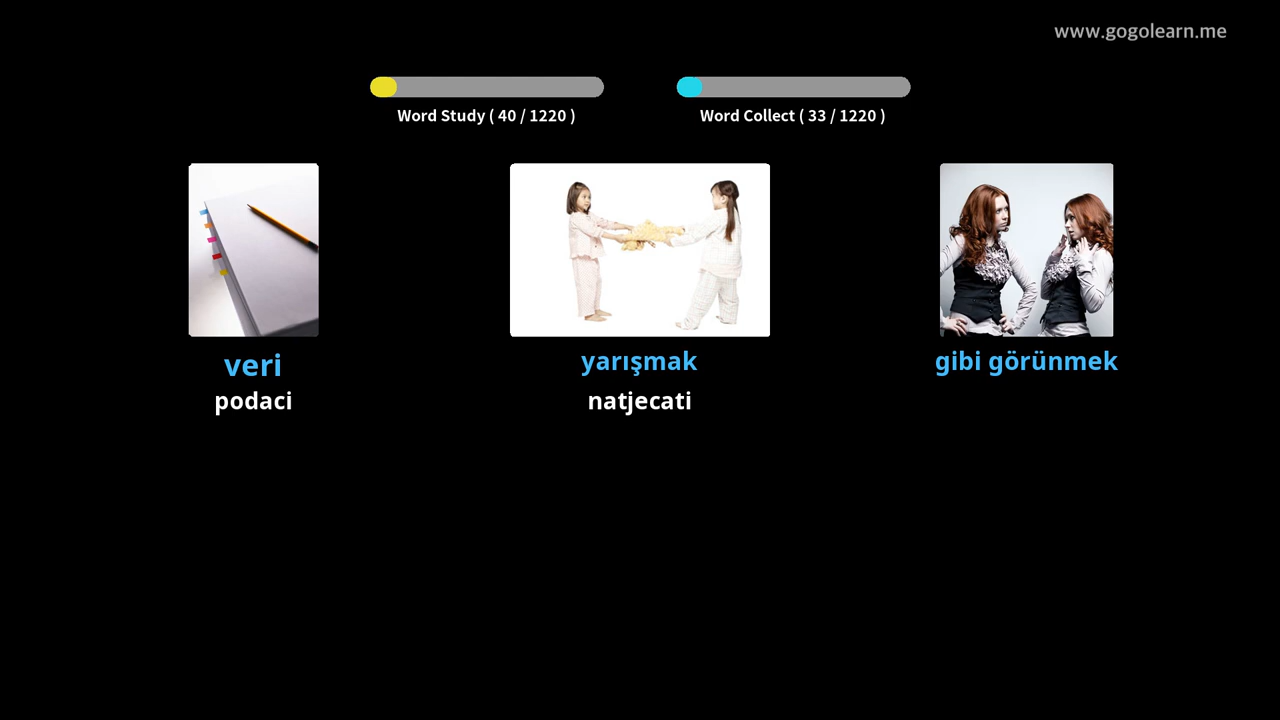 www.gogolearn.me
Word Study ( 40 / 1220 )
Word Collect ( 33 / 1220 )
veri
yarışmak
gibi görünmek
podaci
natjecati